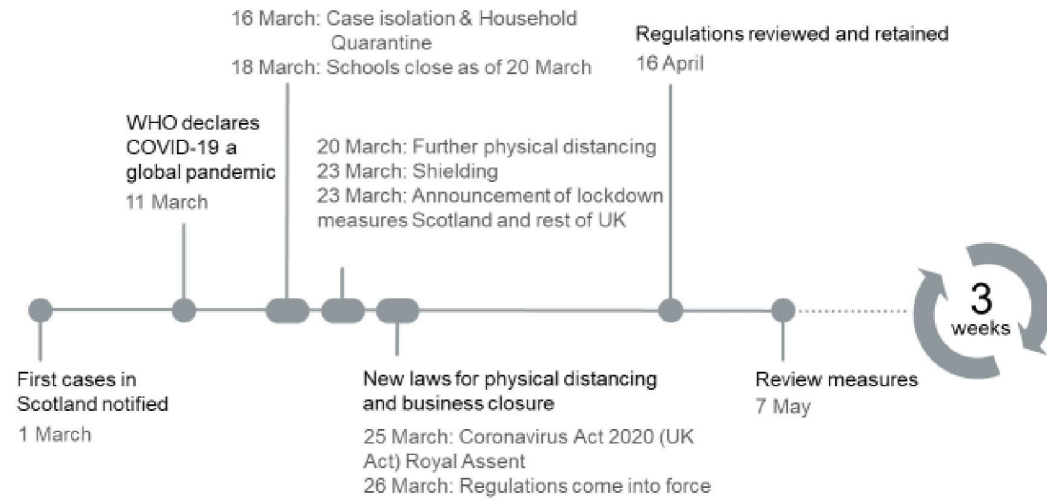 16 March: Case isolation & Household
Quarantine
18 March: Schools close as of 20 March
Regulations reviewed and retained
16 April
WHO declares
COVID-19 a
global pandemic
11 March
20 March: Further physical distancing
23 March: Shielding
23 March: Announcement of lockdown
measures Scotland and rest of UK
3
weeks
First cases in
Scotland notified
1 March
New laws for physical distancing
and business closure
25 March: Coronavirus Act 2020 (UK
Act) Royal Assent
26 March: Regulations come into force
Review measures
7 May